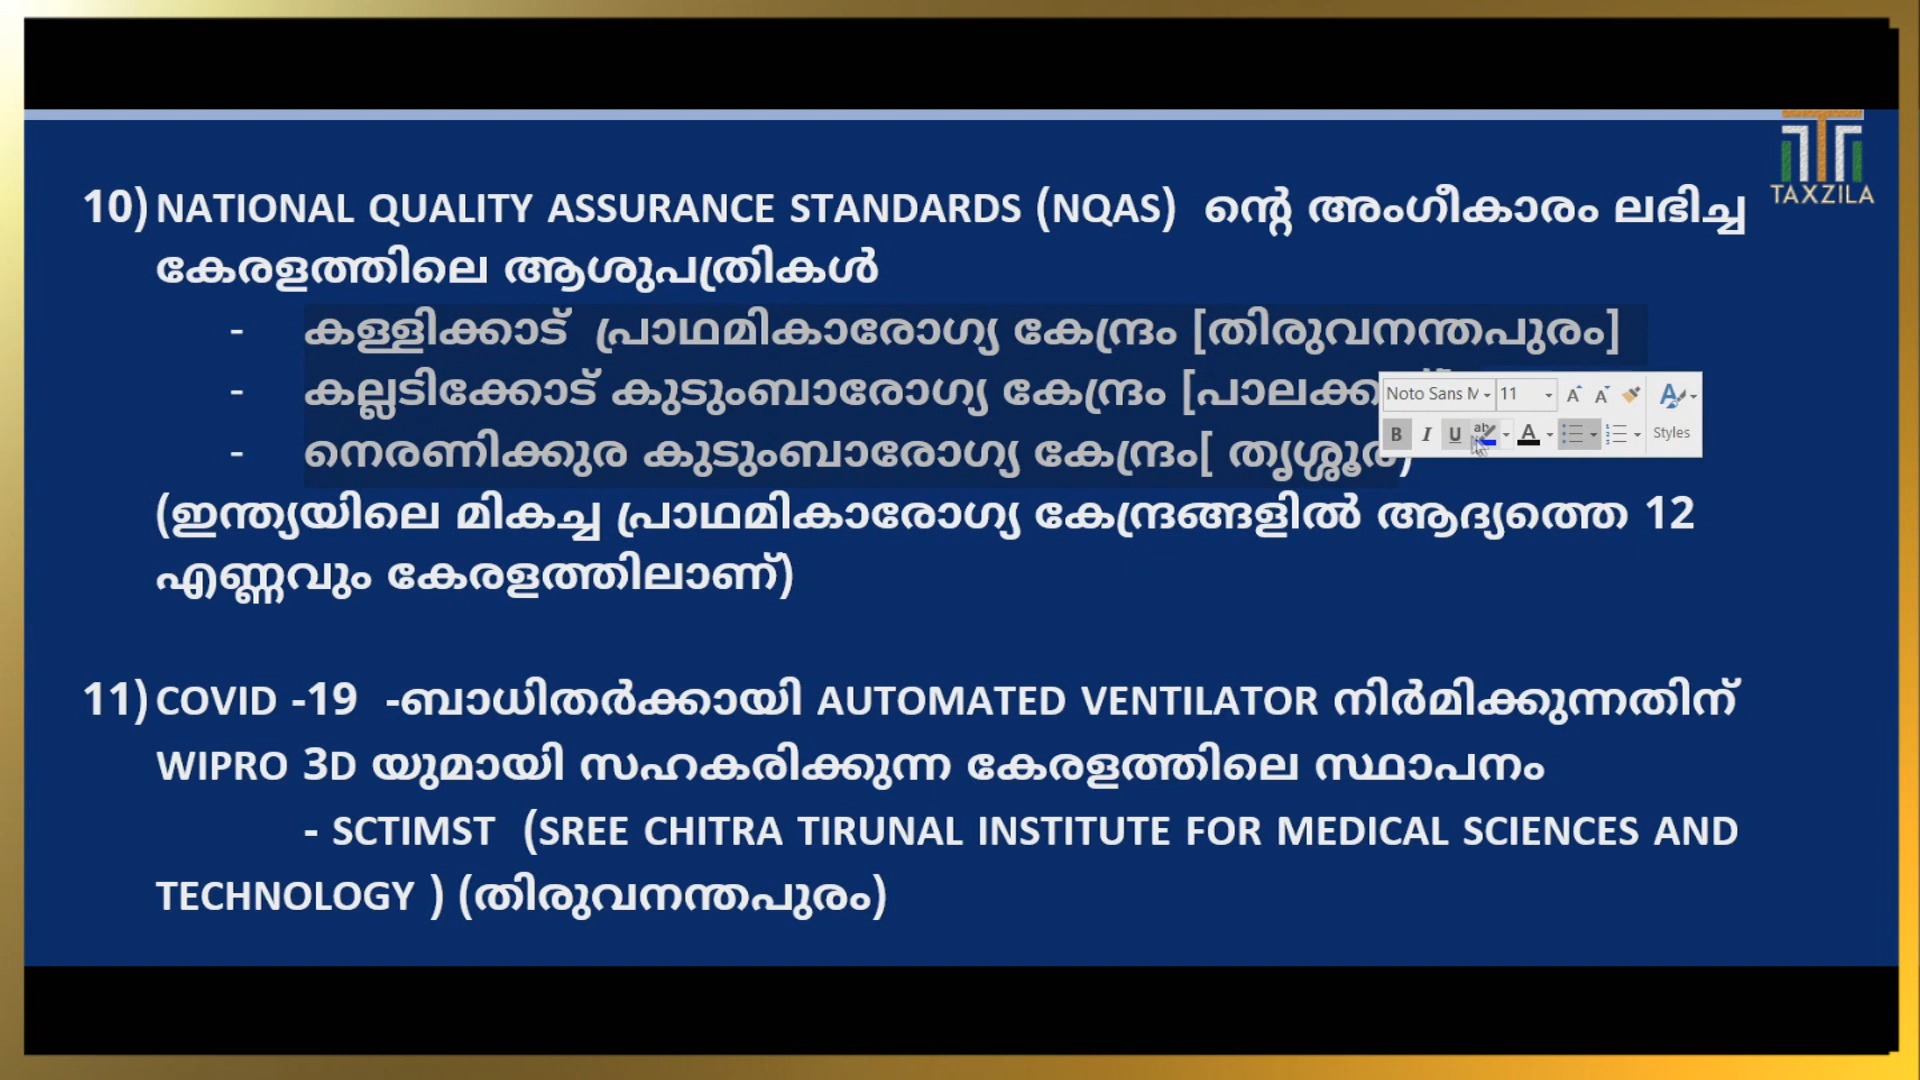 TAXZILA
10) NATIONAL QUALITY ASSURANCE STANDARDS (NQAS) ന്റെ അംഗീകാരം ലഭിച്ച
കേരളത്തിലെ ആശുപത്രികൾ
- കള്ളിക്കാട് പ്രാഥമികാരോഗ്യ കേന്ദ്രം [തിരുവനന്തപുരം]
- കല്ലടിക്കോട് കുടുംബാരോഗ്യ കേന്ദ്രം
Noto Sans M 11
B I U ab A Styles
- നെരണിക്കുര കുടുംബാരോഗ്യ കേന്ദ്രം[ തൃശ്ശൂർ)
(ഇന്ത്യയിലെ മികച്ച പ്രാഥമികാരോഗ്യ കേന്ദ്രങ്ങളിൽ ആദ്യത്തെ 12
എണ്ണവും കേരളത്തിലാണ്)
11) COVID -19 -ബാധിതർക്കായി AUTOMATED VENTILATOR നിർമിക്കുന്നതിന്
WIPRO 3D യുമായി സഹകരിക്കുന്ന കേരളത്തിലെ സ്ഥാപനം
- SCTIMST (SREE CHITRA TIRUNAL INSTITUTE FOR MEDICAL SCIENCES AND
TECHNOLOGY ) (തിരുവനന്തപുരം)